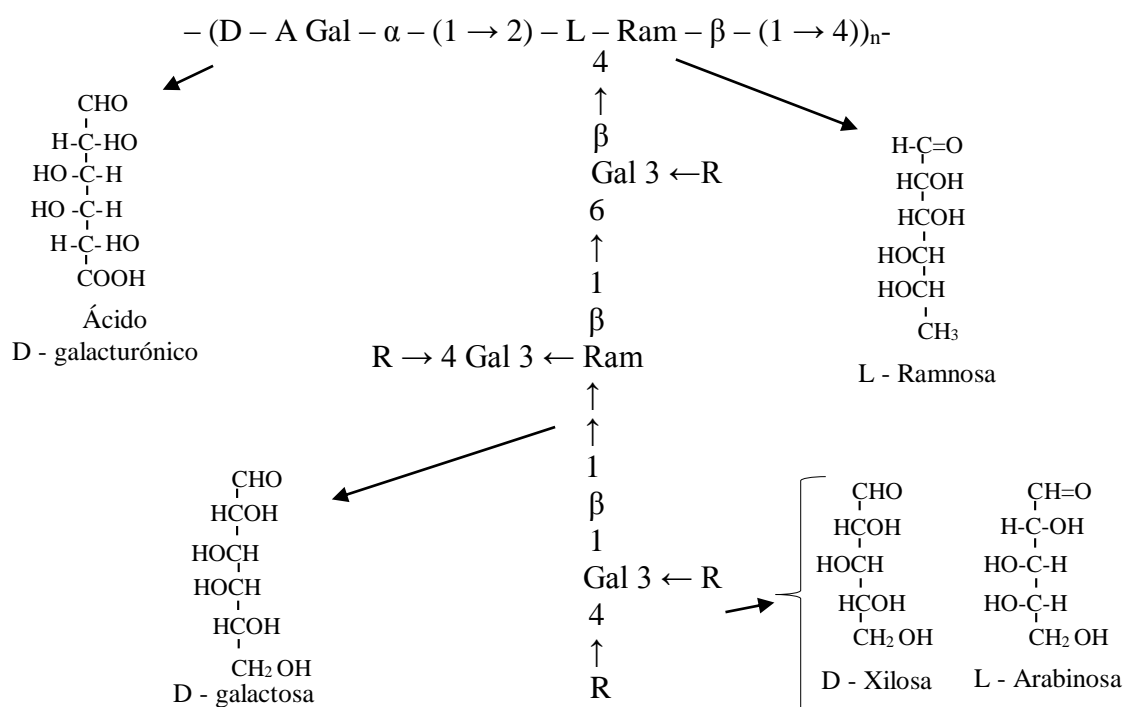 – (D – A Gal – α – (1 → 2) – L – Ram – β – (1 → 4))n-
4
↑
β
Gal 3 ←R
6
↑
1
β
R → 4 Gal 3 ← Ram
↑
↑
1
β
1
Gal 3 ← R
4
↑
R
CHO
H-C-HO
HO -C-H
HO -C-H
H -C- HO
COOH
Ácido
D - galacturónico
H-C=O
HCOH
HCOH
HOCH
HOCH
CH3
L - Ramnosa
CHO
HCOH
HOCH
HOCH
HCOH
CH2 OH
D - galactosa
CHO
HCOH
HOCH
HCOH
CH2 OH
D - Xilosa
CH=O
H-C-OH
HO-C-H
HO-C-H
CH2 OH
L - Arabinosa